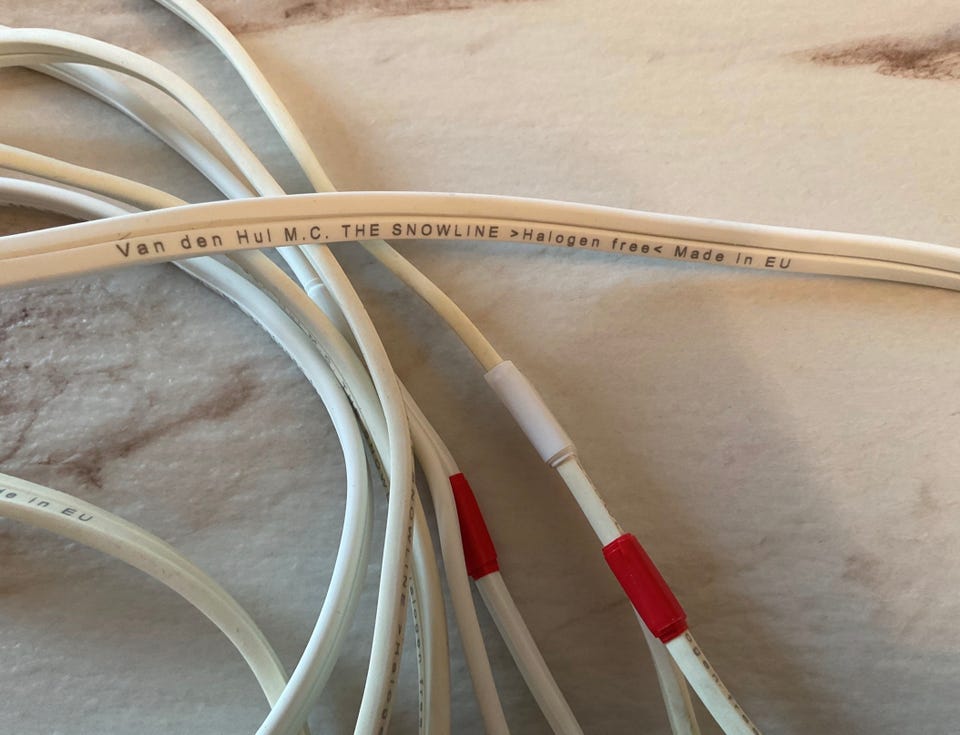 Van den Hul M.C. THE SNOWLINE >Halogen free< Made in EU
in EU